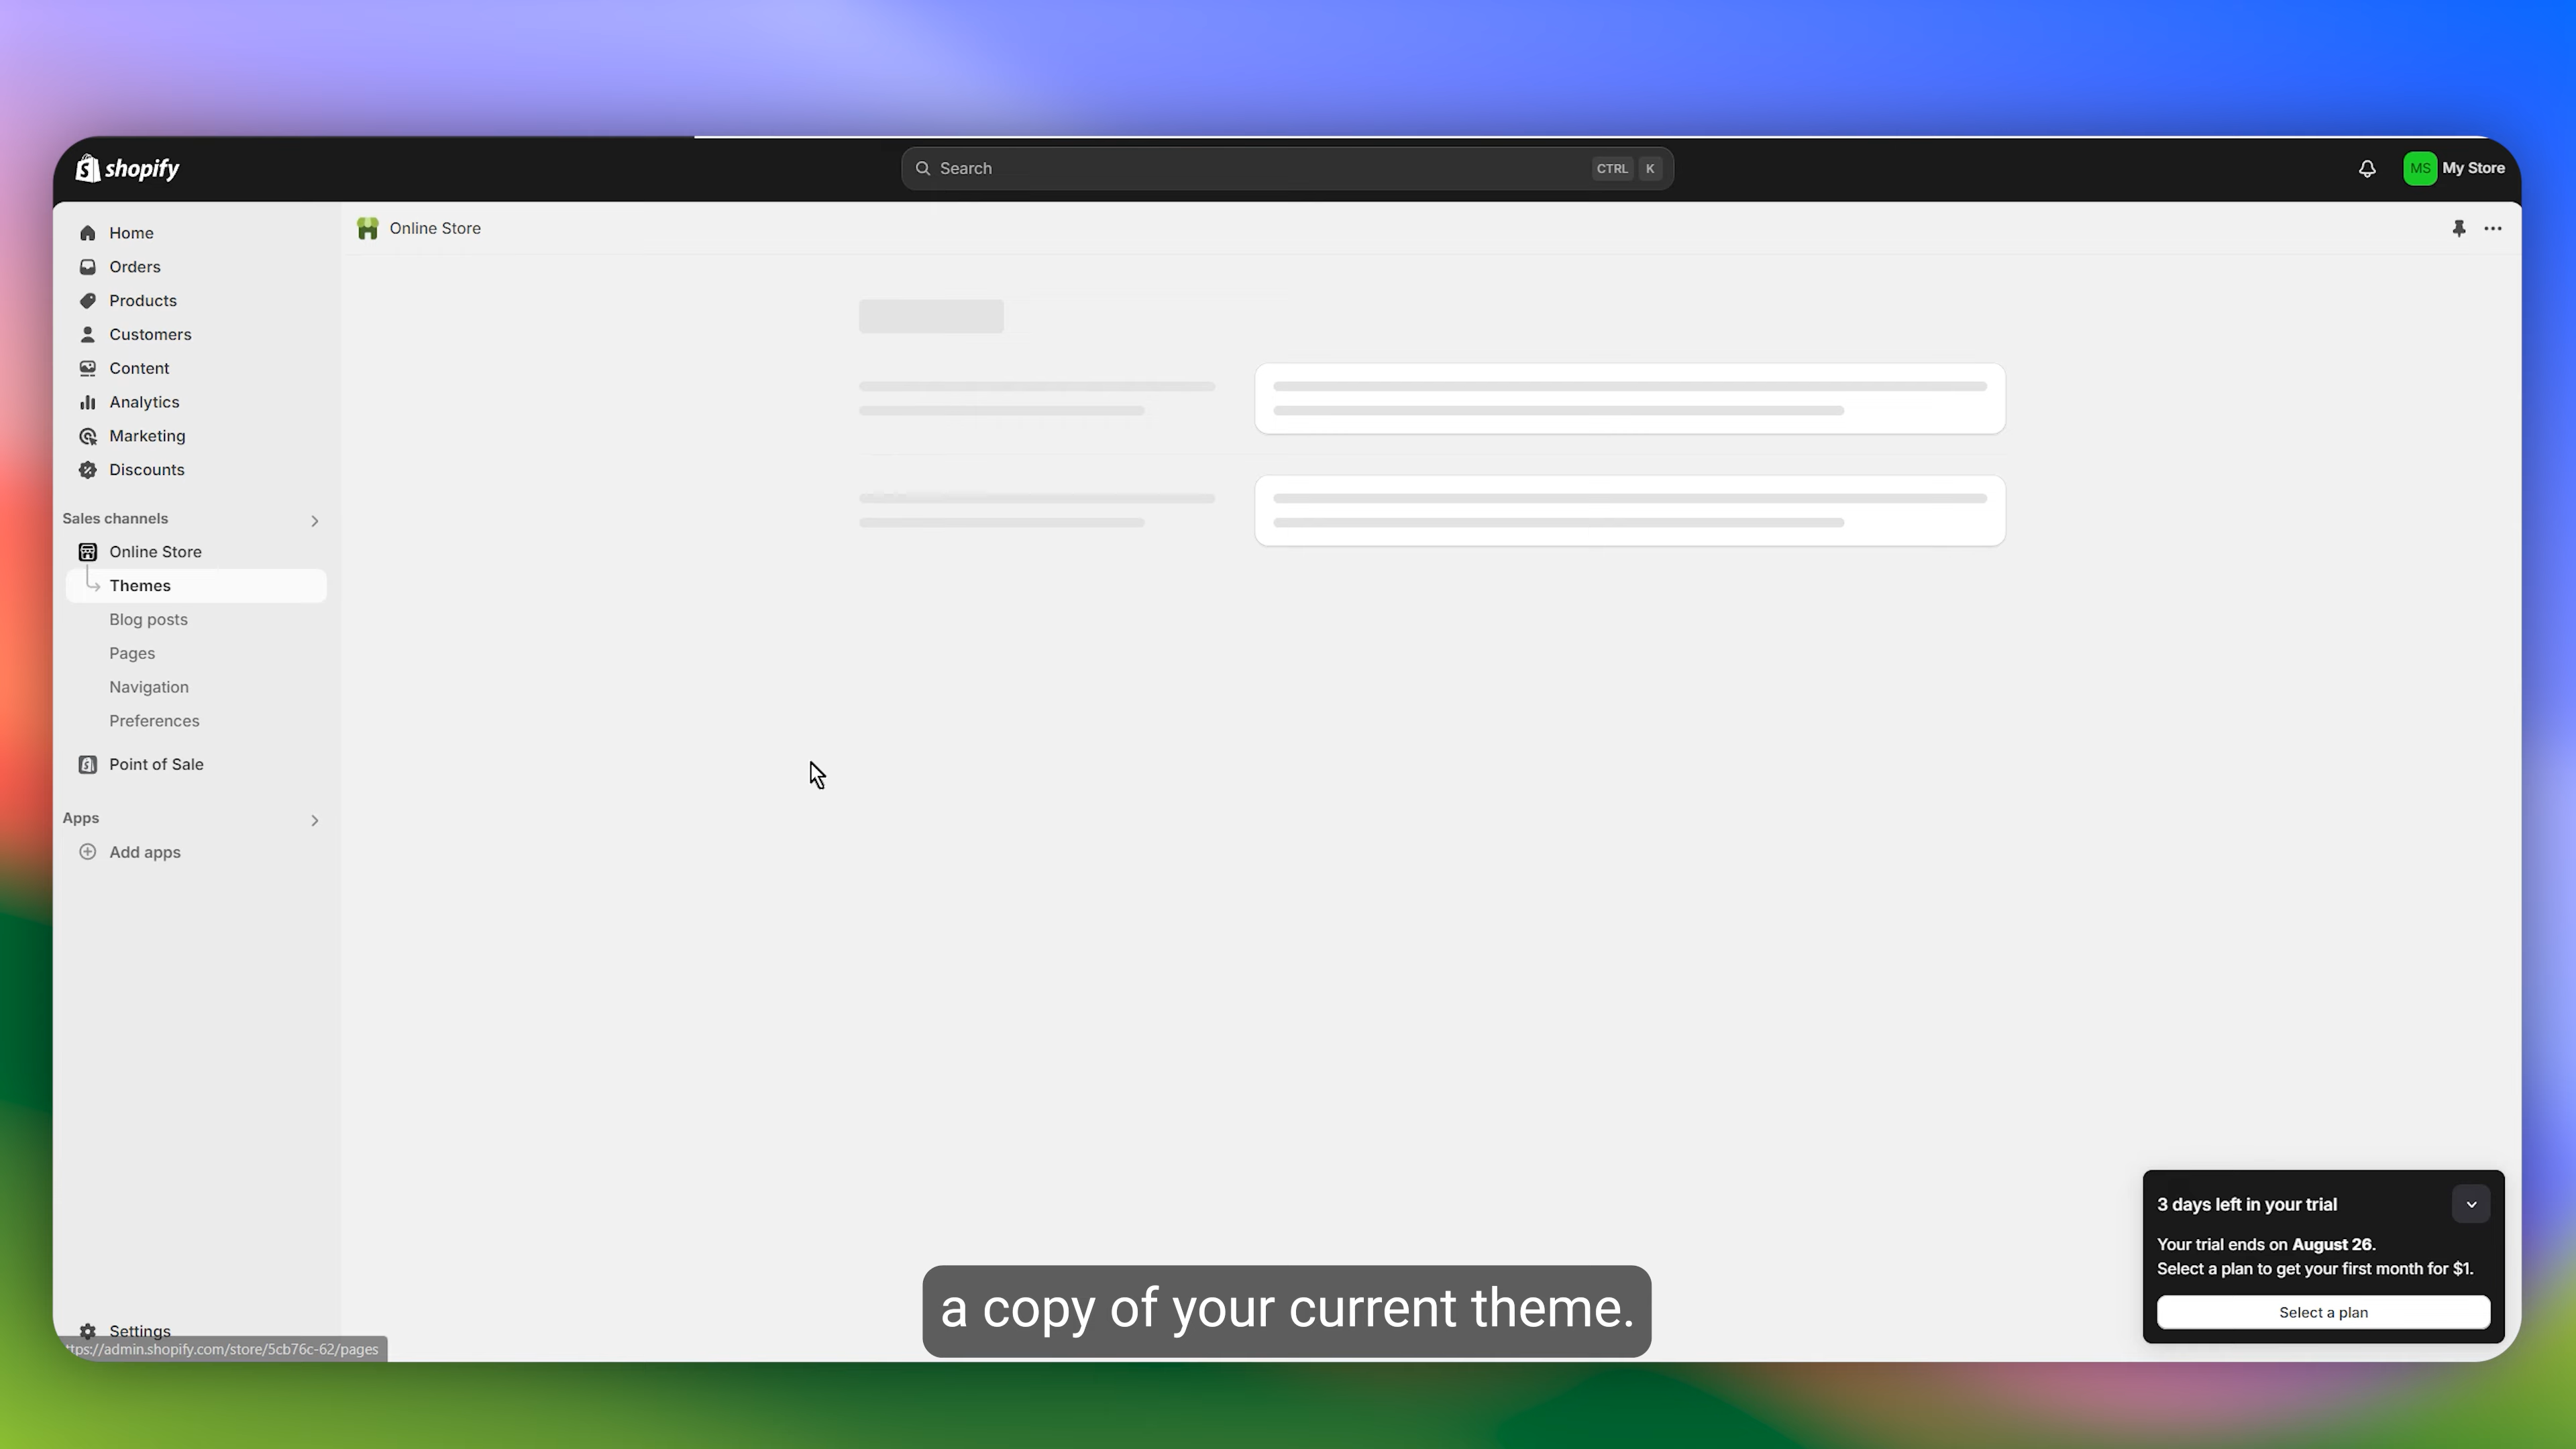 shopify
Search
CTRL K
MS My Store
Home
Orders
Products
Customers
Content
Analytics
Marketing
Discounts
Sales channels
Online Store
Themes
Blog posts
Pages
Navigation
Preferences
Point of Sale
Apps
Add apps
Settings
ttps://admin.shopify.com/store/5cb76c-62/pages
Online Store
3 days left in your trial
Your trial ends on August 26.
Select a plan to get your first month for $1.
Select a plan
a copy of your current theme.